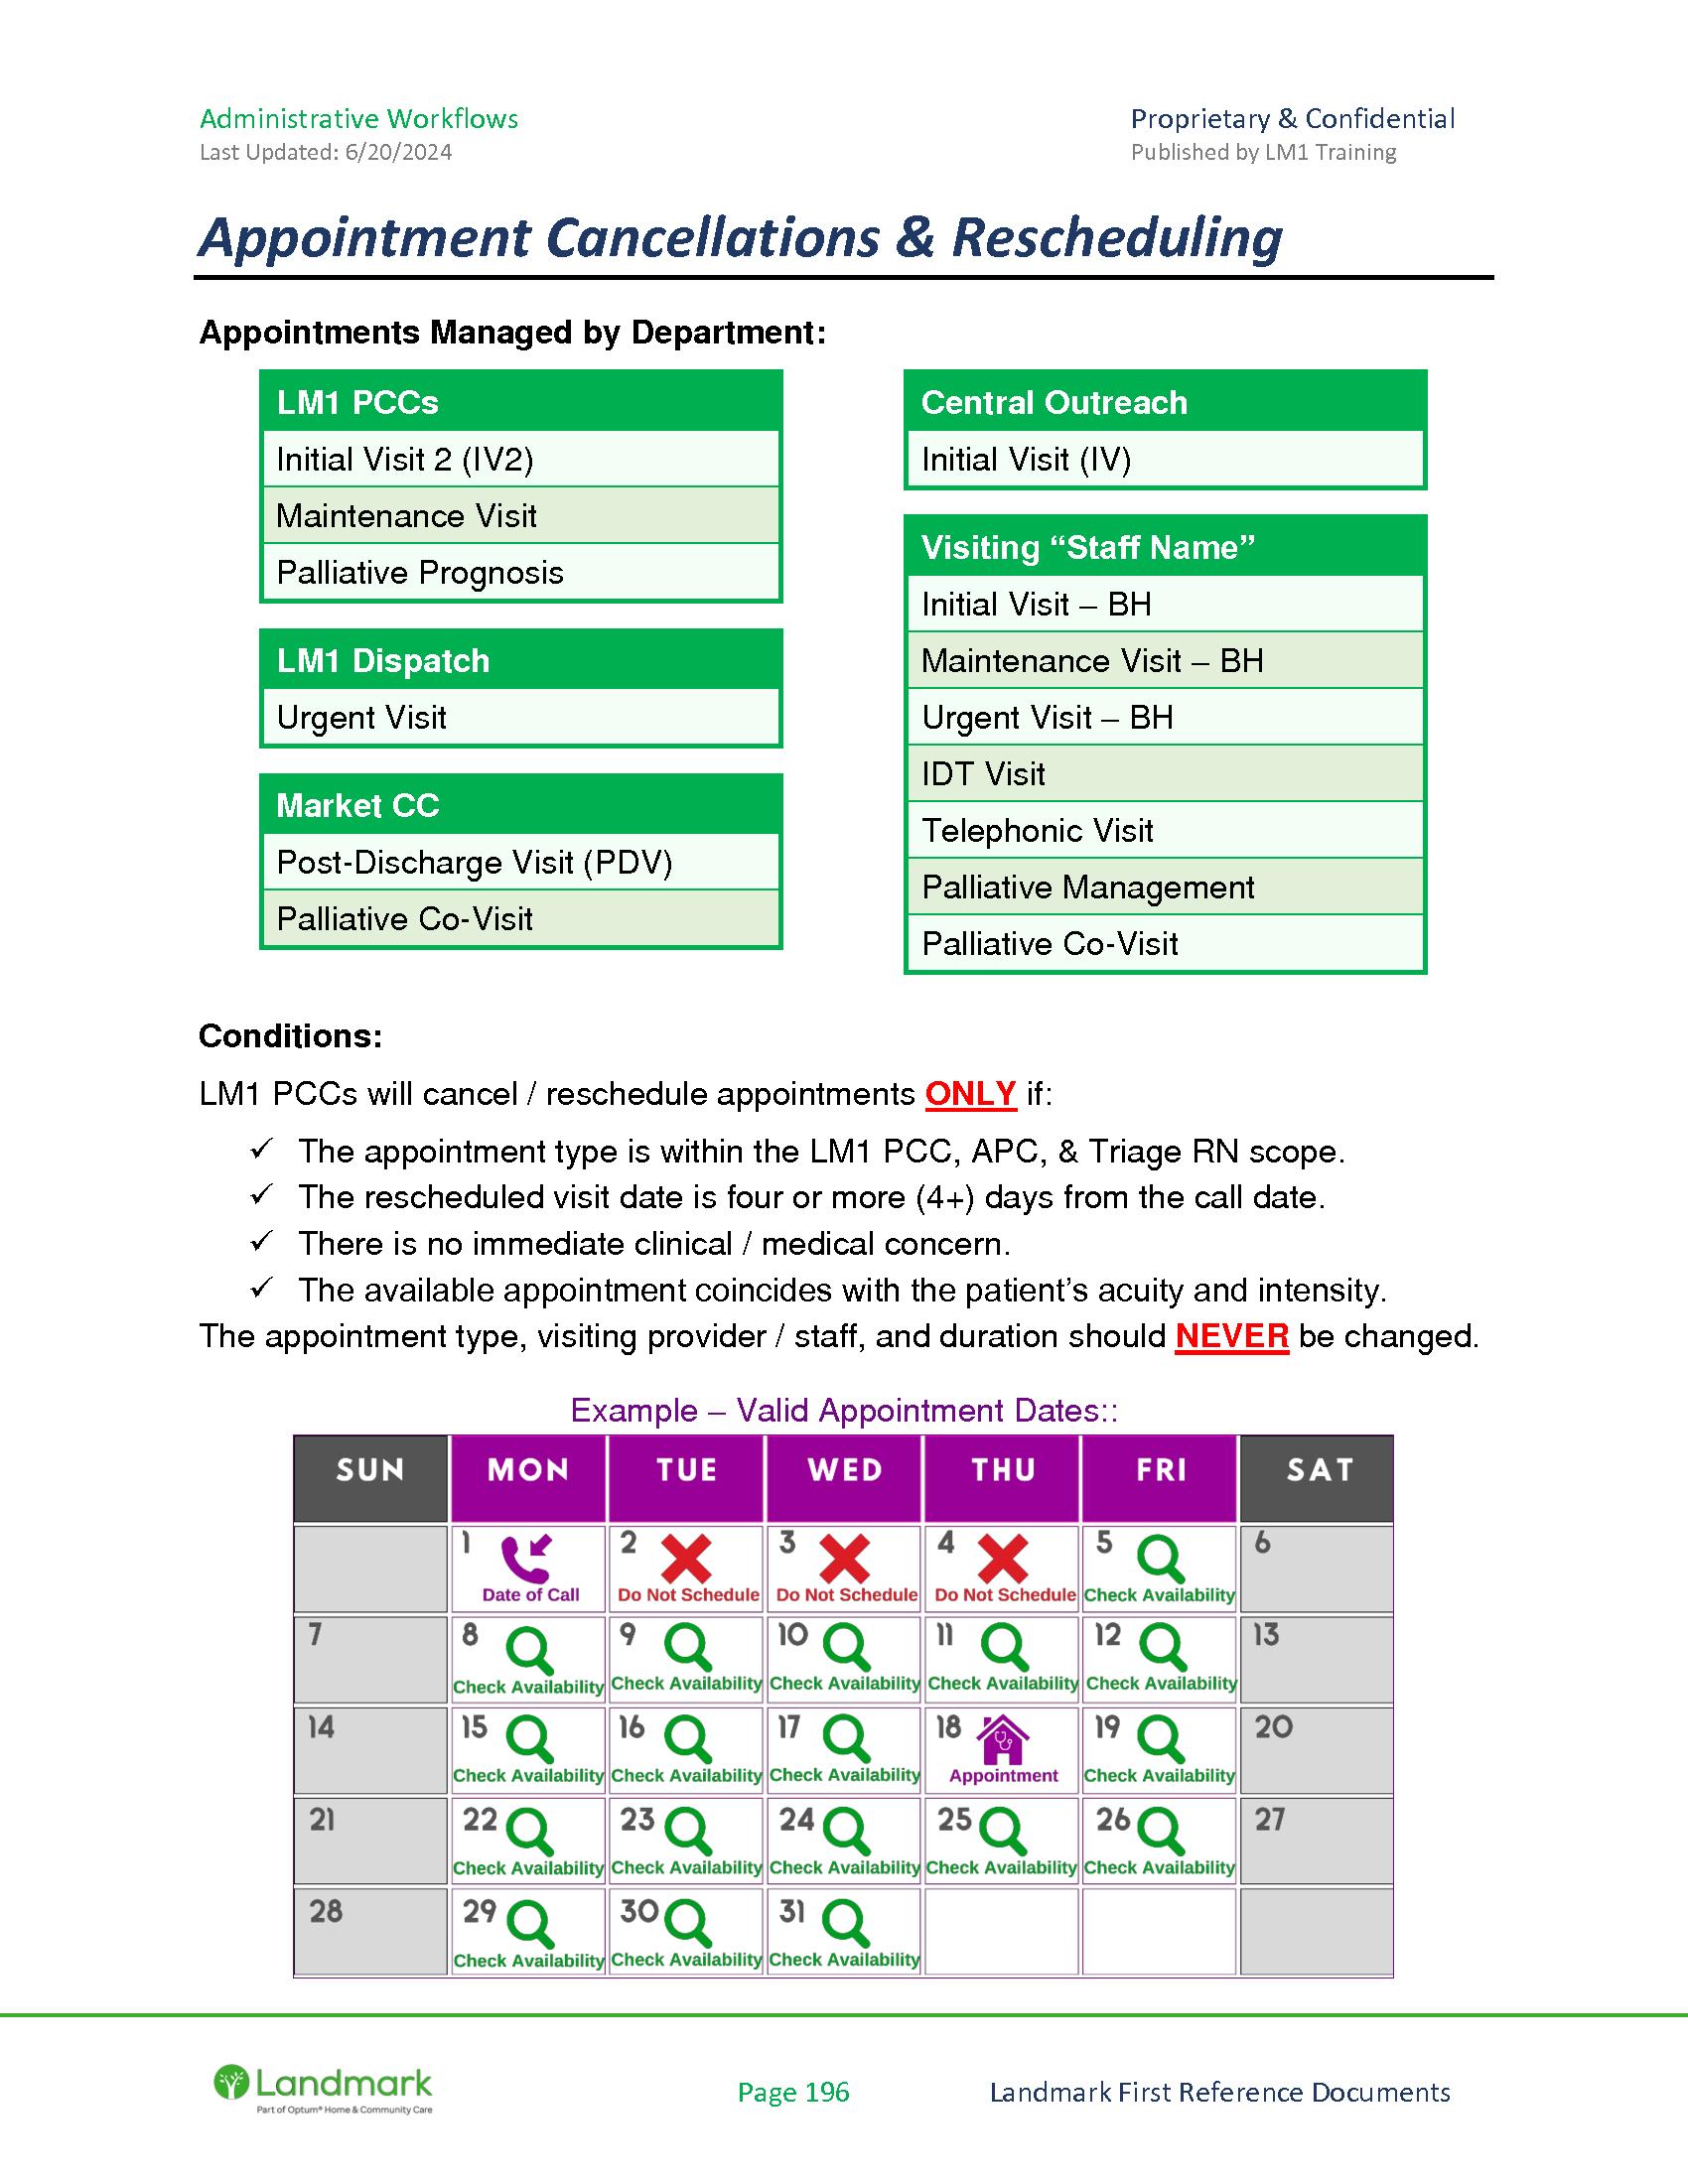 Administrative Workflows
Proprietary & Confidential
Last Updated: 6/20/2024
Published by LM1 Training
Appointment Cancellations & Rescheduling
Appointments Managed by Department:
LM1 PCCs
Initial Visit 2 (IV2)
Maintenance Visit
Palliative Prognosis
LM1 Dispatch
Urgent Visit
Market CC
Post-Discharge Visit (PDV)
Palliative Co-Visit
Central Outreach
Initial Visit (IV)
Visiting “Staff Name”
Initial Visit – BH
Maintenance Visit – BH
Urgent Visit – BH
IDT Visit
Telephonic Visit
Palliative Management
Palliative Co-Visit
Conditions:
LM1 PCCs will cancel / reschedule appointments ONLY if:
✓ The appointment type is within the LM1 PCC, APC, & Triage RN scope.
✓ The rescheduled visit date is four or more (4+) days from the call date.
✓ There is no immediate clinical / medical concern.
✓ The available appointment coincides with the patient’s acuity and intensity.
The appointment type, visiting provider / staff, and duration should NEVER be changed.
Example – Valid Appointment Dates::
SUN MON TUE WED THU FRI SAT
1 2 3 4 5 6
Date of Call Do Not Schedule Do Not Schedule Do Not Schedule Check Availability
7 8 9 10 11 12 13
Check Availability Check Availability Check Availability Check Availability Check Availability
14 15 16 17 18 19 20
Check Availability Check Availability Check Availability Appointment Check Availability
21 22 23 24 25 26 27
Check Availability Check Availability Check Availability Check Availability Check Availability
28 29 30 31
Check Availability Check Availability Check Availability
Landmark
Part of Optum® Home & Community Care
Page 196
Landmark First Reference Documents